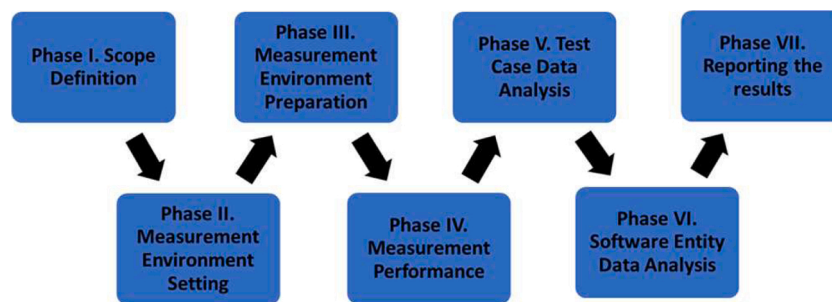 Phase I. Scope
Definition
Phase II.
Measurement
Environment
Setting
Phase III.
Measurement
Environment
Preparation
Phase IV.
Measurement
Performance
Phase V. Test
Case Data
Analysis
Phase VI.
Software Entity
Data Analysis
Phase VII.
Reporting the
results